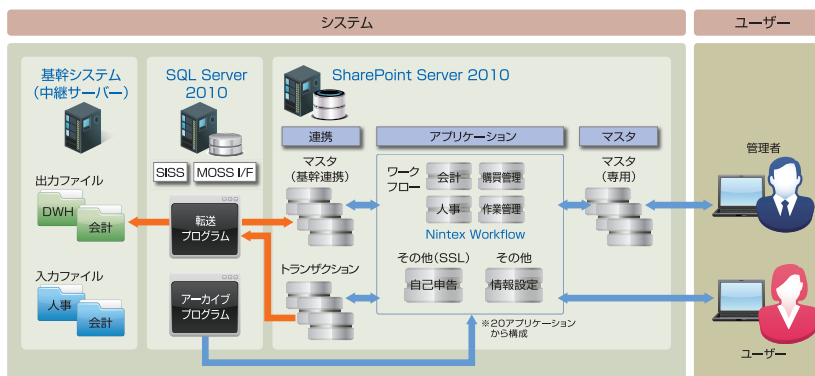 システム
ユーザー
基幹システム
(中継サーバー)
SQL Server
2010
SharePoint Server 2010
SISS
MOSS I/F
連携
アプリケーション
マスタ
出力ファイル
DWH
会計
入力ファイル
人事
会計
転送
プログラム
アーカイブ
プログラム
マスタ
(基幹連携)
トランザクション
ワーク
フロー
会計
購買管理
人事
作業管理
Nintex Workflow
その他(SSL)
自己申告
その他
情報設定
※20アプリケーション
から構成
マスタ
(専用)
管理者
ユーザー